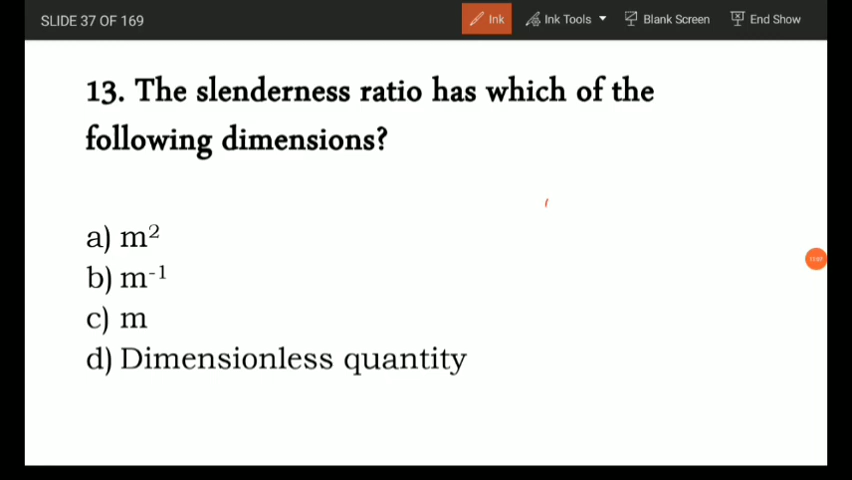 SLIDE 37 OF 169
Ink
Ink Tools
Blank Screen
End Show
13. The slenderness ratio has which of the
following dimensions?
a) m²
b) m⁻¹
c) m
d) Dimensionless quantity